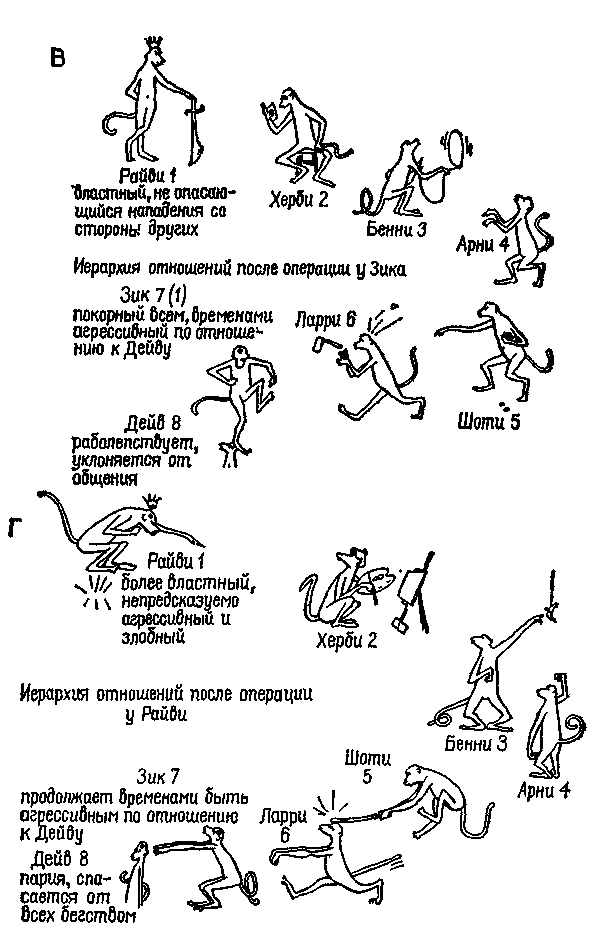 В
Райви 1
властный, не опасаю-
щийся нападения со
стороны других
Херби 2
Бенни 3
Арни 4
Иерархия отношений после операции у Зика
Зик 7 (1)
покорный всем, временами
агрессивный по отноше-
нию к Дейву
Ларри 6
Шоти 5
Дейв 8
раболепствует,
уклоняется от
общения
Г
Райви 1
более властный,
непредсказуемо
агрессивный и
злобный
Херби 2
Бенни 3
Арни 4
Иерархия отношений после операции
у Райви
Шоти
5
Зик 7
продолжает временами быть
агрессивным по отношению
к Дейву
Ларри
6
Дейв 8
пария, спа-
сается от
всех бегством